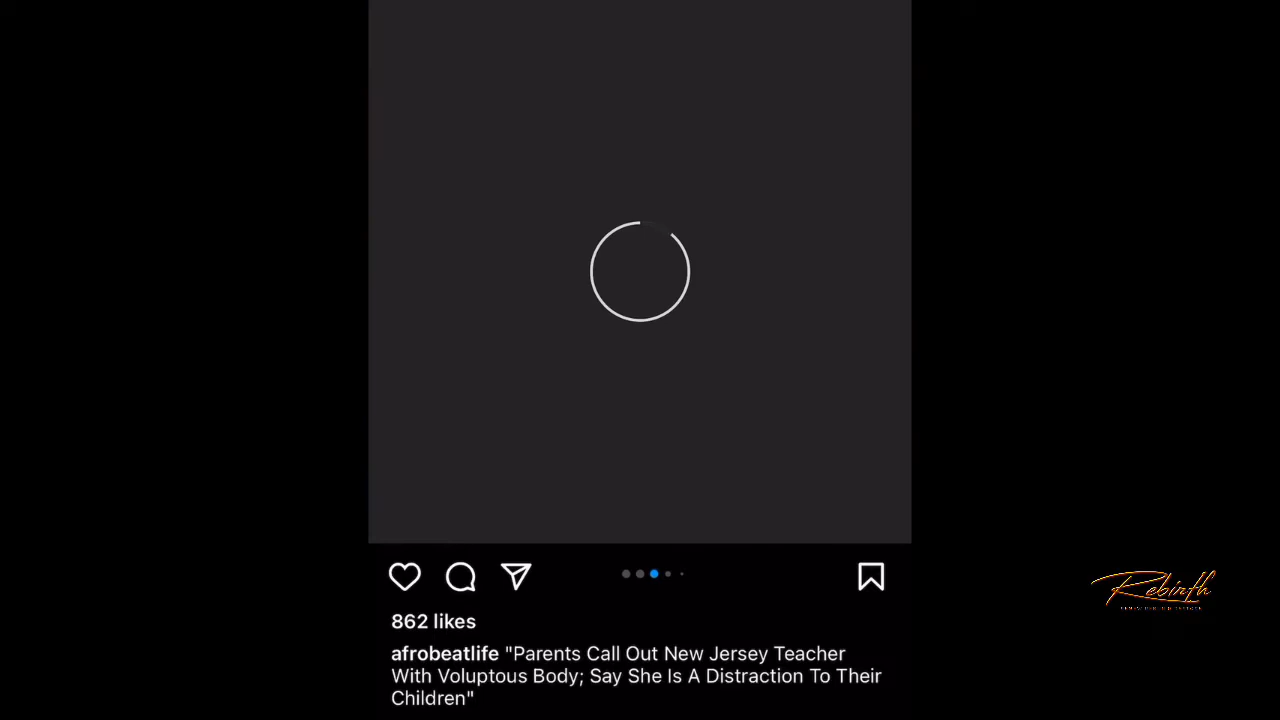 862 likes
afrobeatlife "Parents Call Out New Jersey Teacher
With Voluptous Body; Say She Is A Distraction To Their
Children"
Rebirth